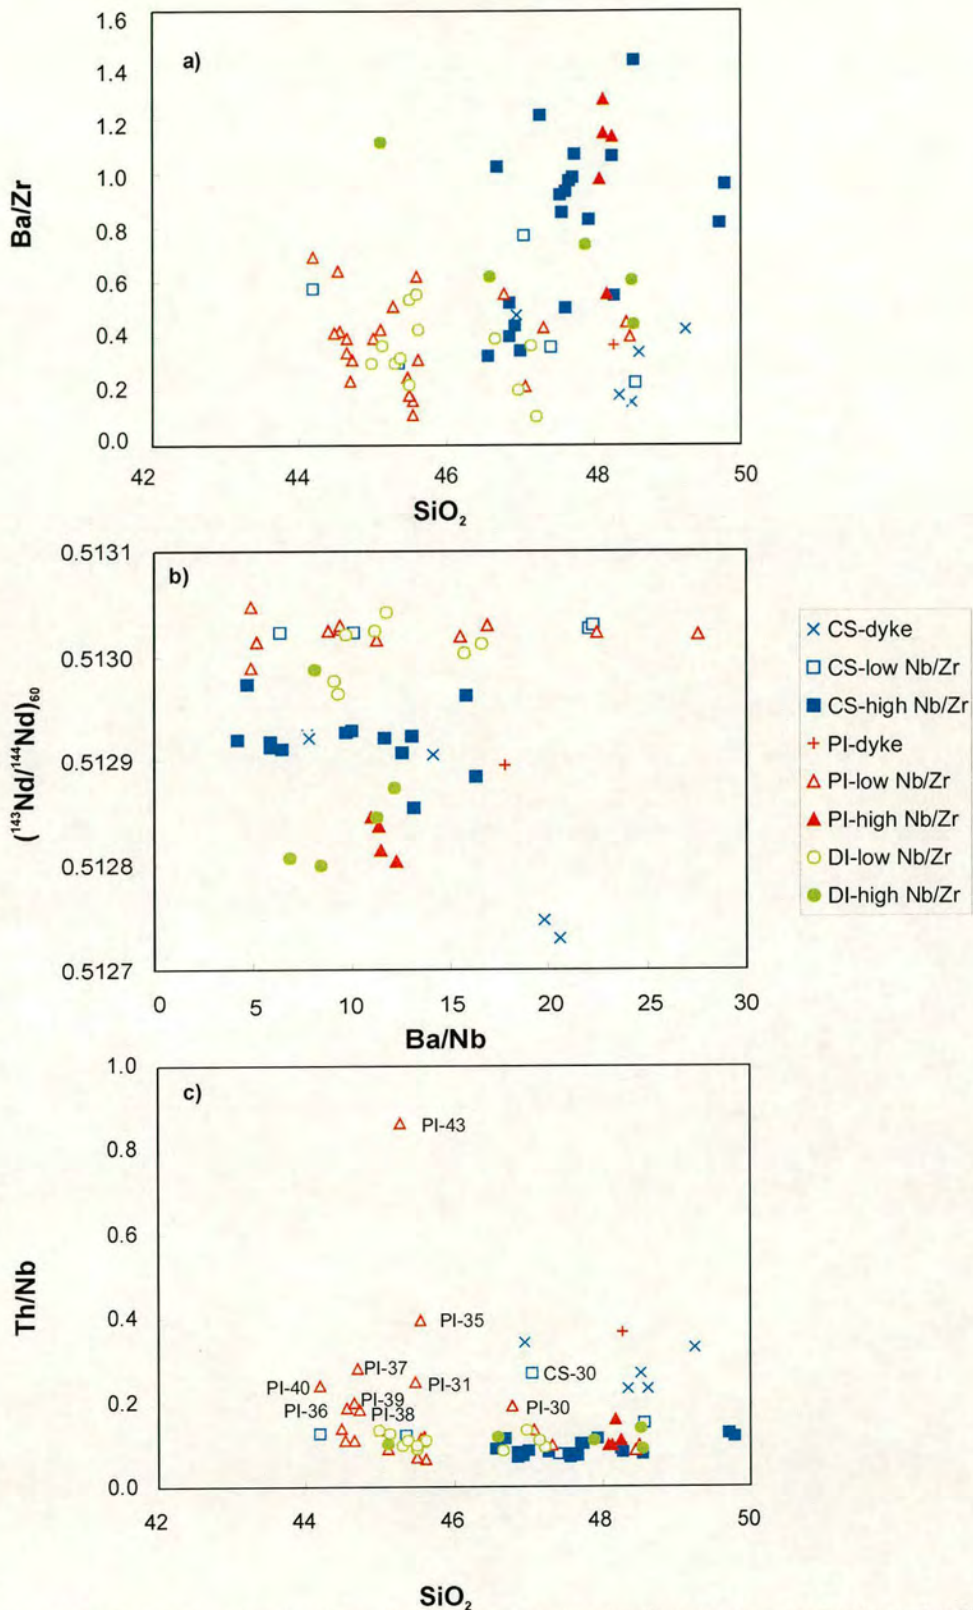 1.6
a)
1.4
1.2
1.0
0.8
0.6
0.4
0.2
0.0
Ba/Zr
42 44 46 48 50
SiO₂
0.5131
b)
0.5130
0.5129
0.5128
0.5127
(¹⁴³Nd/¹⁴⁴Nd)₆₀
0 5 10 15 20 25 30
Ba/Nb
CS-dyke
CS-low Nb/Zr
CS-high Nb/Zr
PI-dyke
PI-low Nb/Zr
PI-high Nb/Zr
DI-low Nb/Zr
DI-high Nb/Zr
1.0
c)
0.8
0.6
0.4
0.2
0.0
Th/Nb
PI-43
PI-35
PI-37
CS-30
PI-40
PI-31
PI-39
PI-30
PI-36
PI-38
42 44 46 48 50
SiO₂